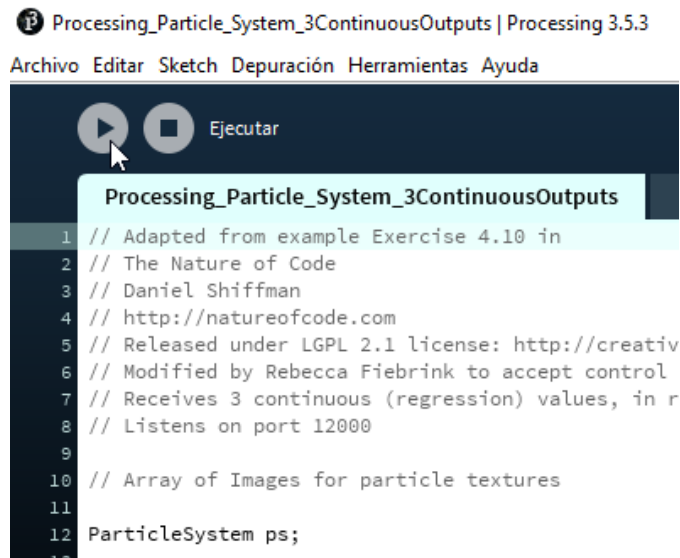 Processing_Particle_System_3ContinuousOutputs | Processing 3.5.3
Archivo Editar Sketch Depuración Herramientas Ayuda
Ejecutar
Processing_Particle_System_3ContinuousOutputs
1 // Adapted from example Exercise 4.10 in
2 // The Nature of Code
3 // Daniel Shiffman
4 // http://natureofcode.com
5 // Released under LGPL 2.1 license: http://creativ
6 // Modified by Rebecca Fiebrink to accept control
7 // Receives 3 continuous (regression) values, in r
8 // Listens on port 12000
9
10 // Array of Images for particle textures
11
12 ParticleSystem ps;